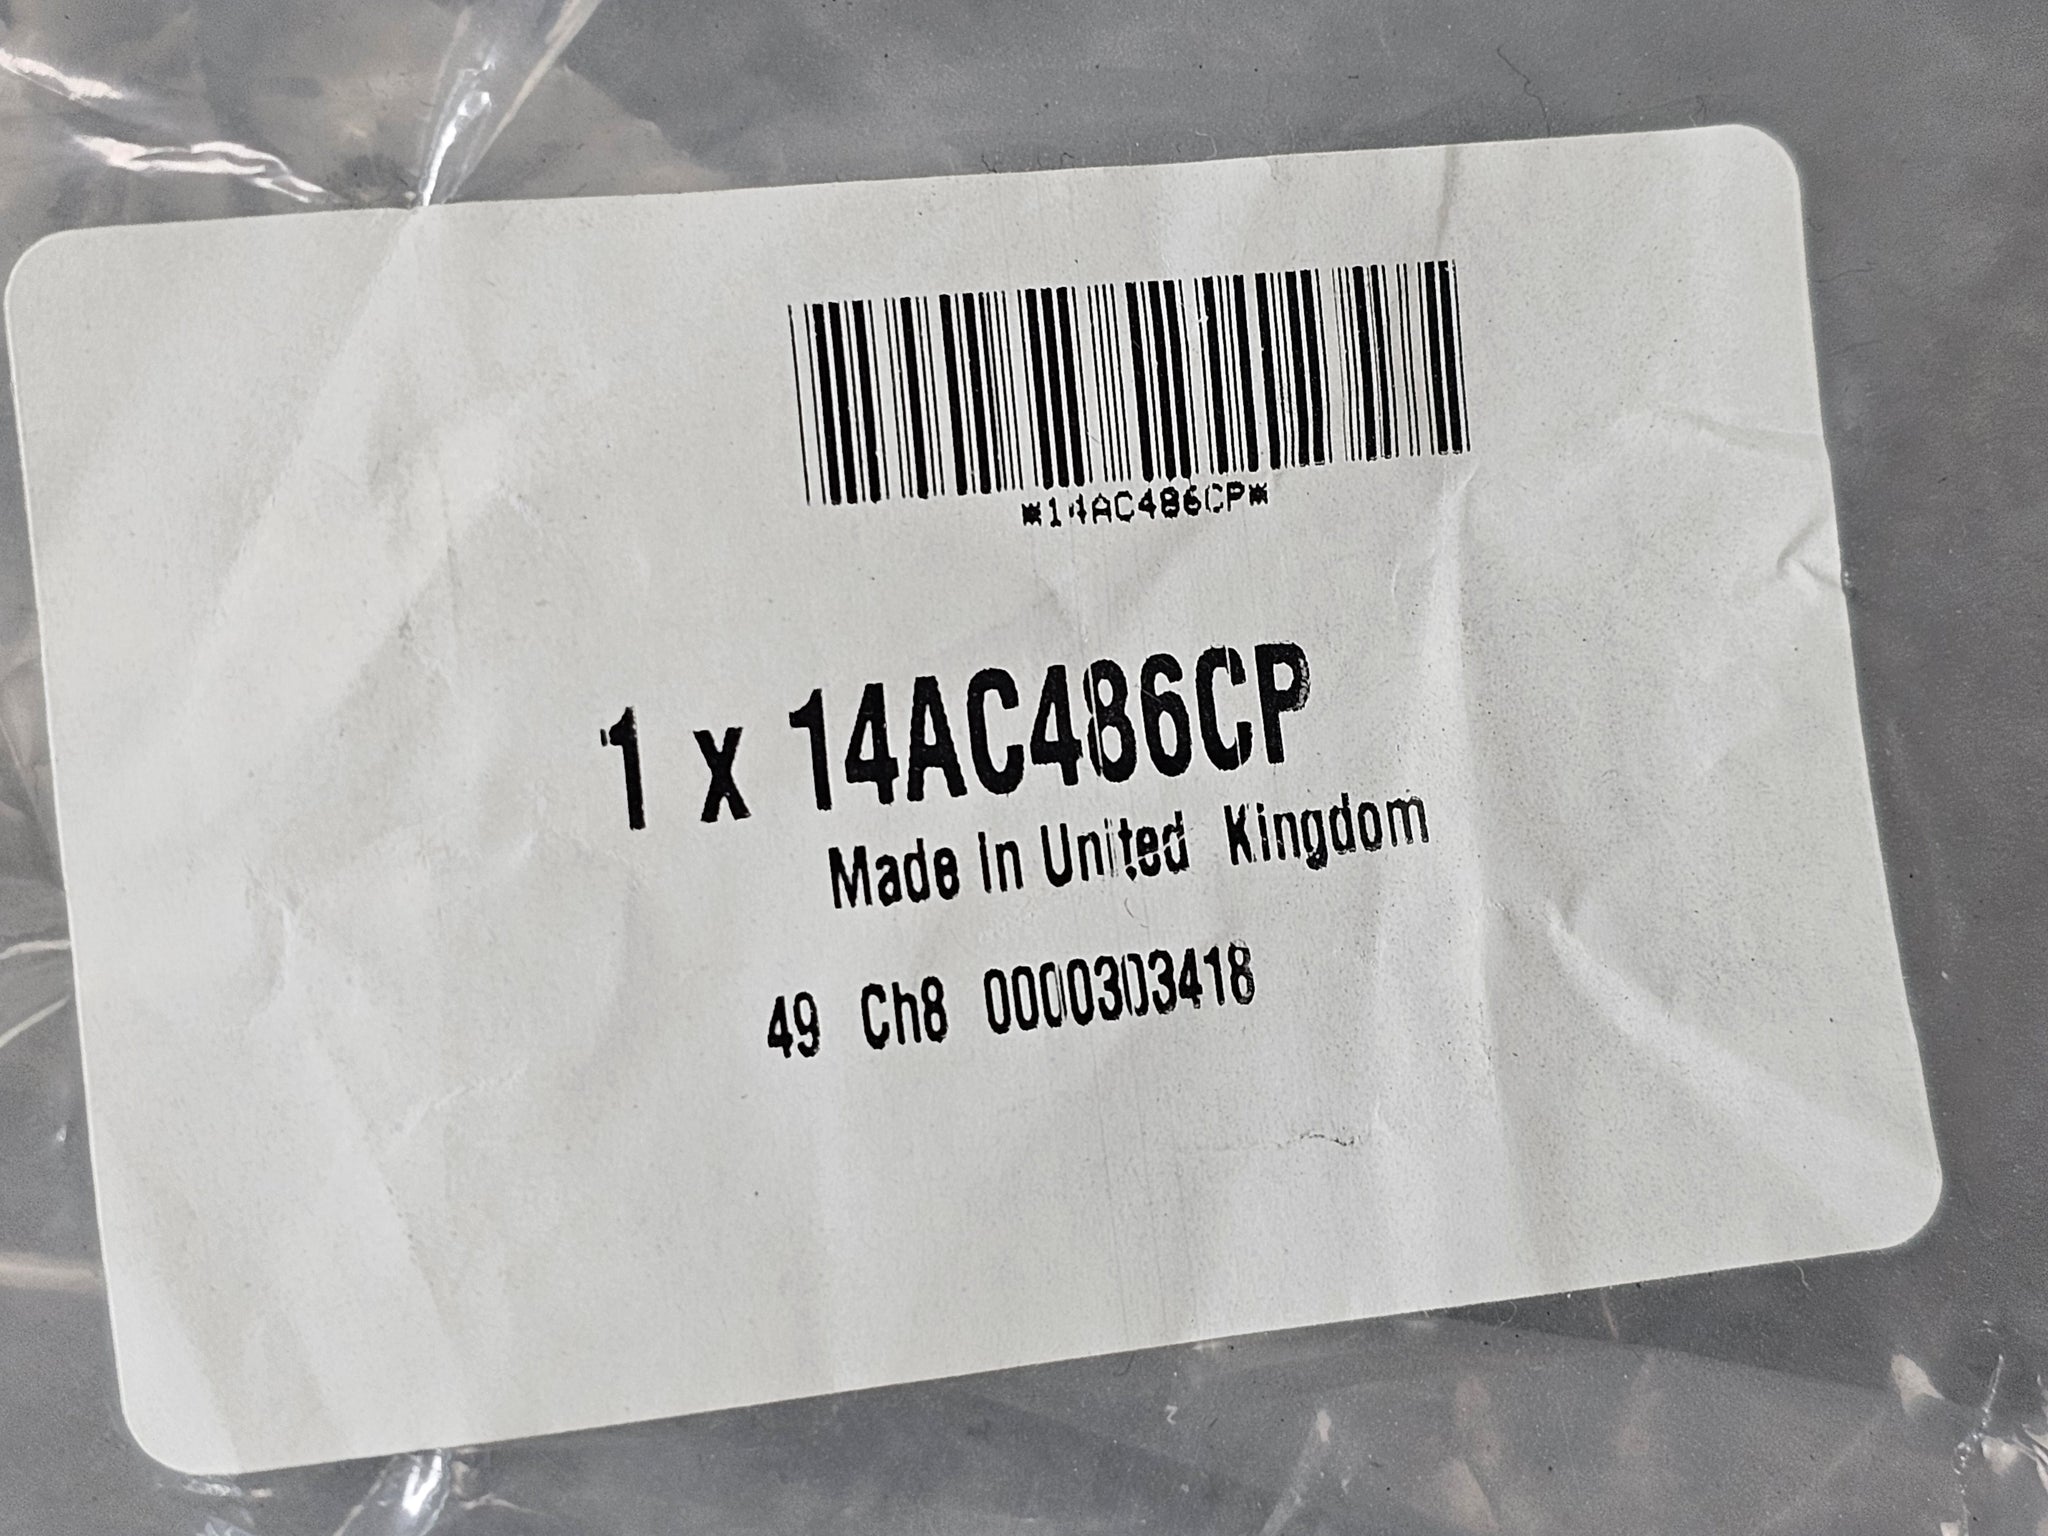 *14AC486CP*
1 x 14AC486CP
Made in United Kingdom
49 Ch8 0000303418